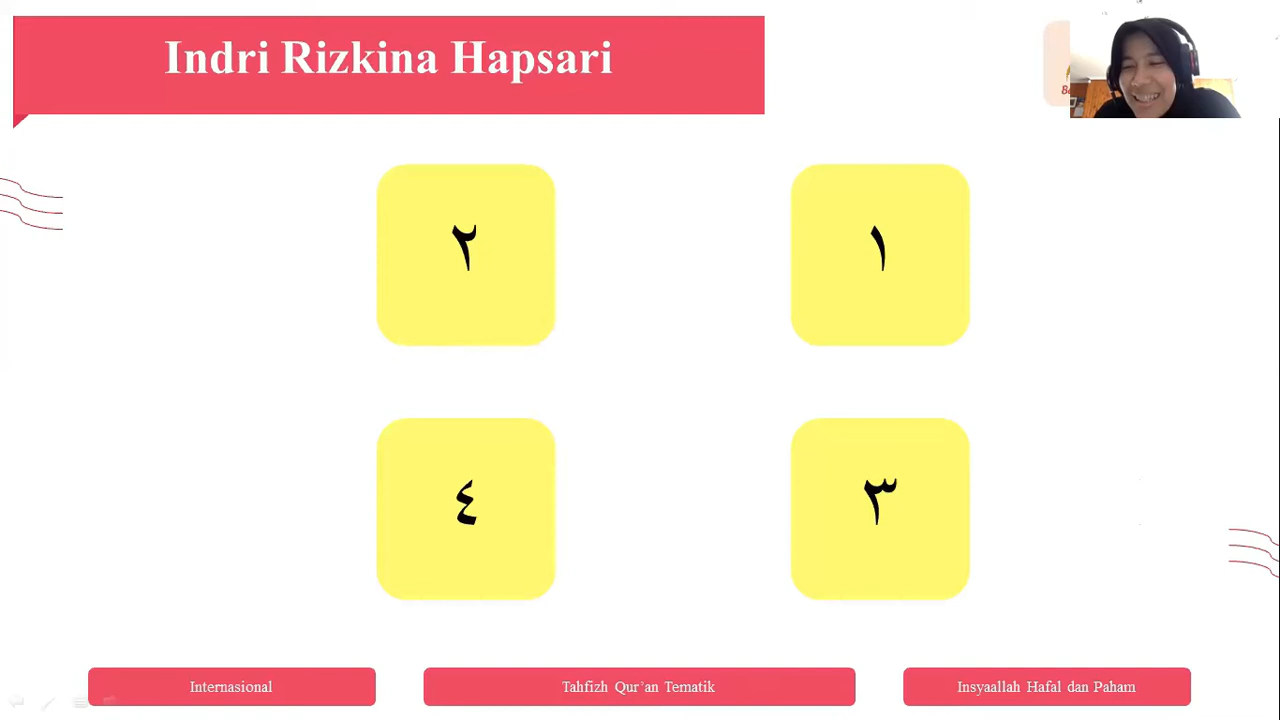 Indri Rizkina Hapsari
١
٢
٣
٤
Internasional
Tahfizh Qur'an Tematik
Insyaallah Hafal dan Paham